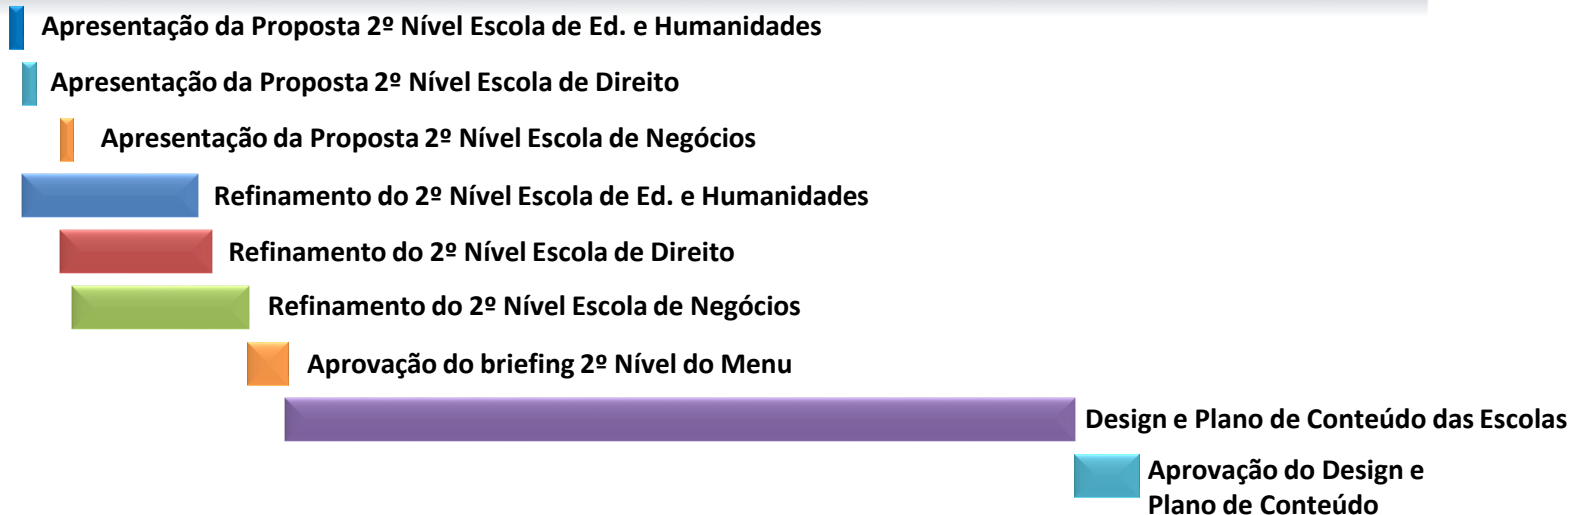 Apresentação da Proposta 2º Nível Escola de Ed. e Humanidades
Apresentação da Proposta 2º Nível Escola de Direito
Apresentação da Proposta 2º Nível Escola de Negócios
Refinamento do 2º Nível Escola de Ed. e Humanidades
Refinamento do 2º Nível Escola de Direito
Refinamento do 2º Nível Escola de Negócios
Aprovação do briefing 2º Nível do Menu
Design e Plano de Conteúdo das Escolas
Aprovação do Design e
Plano de Conteúdo